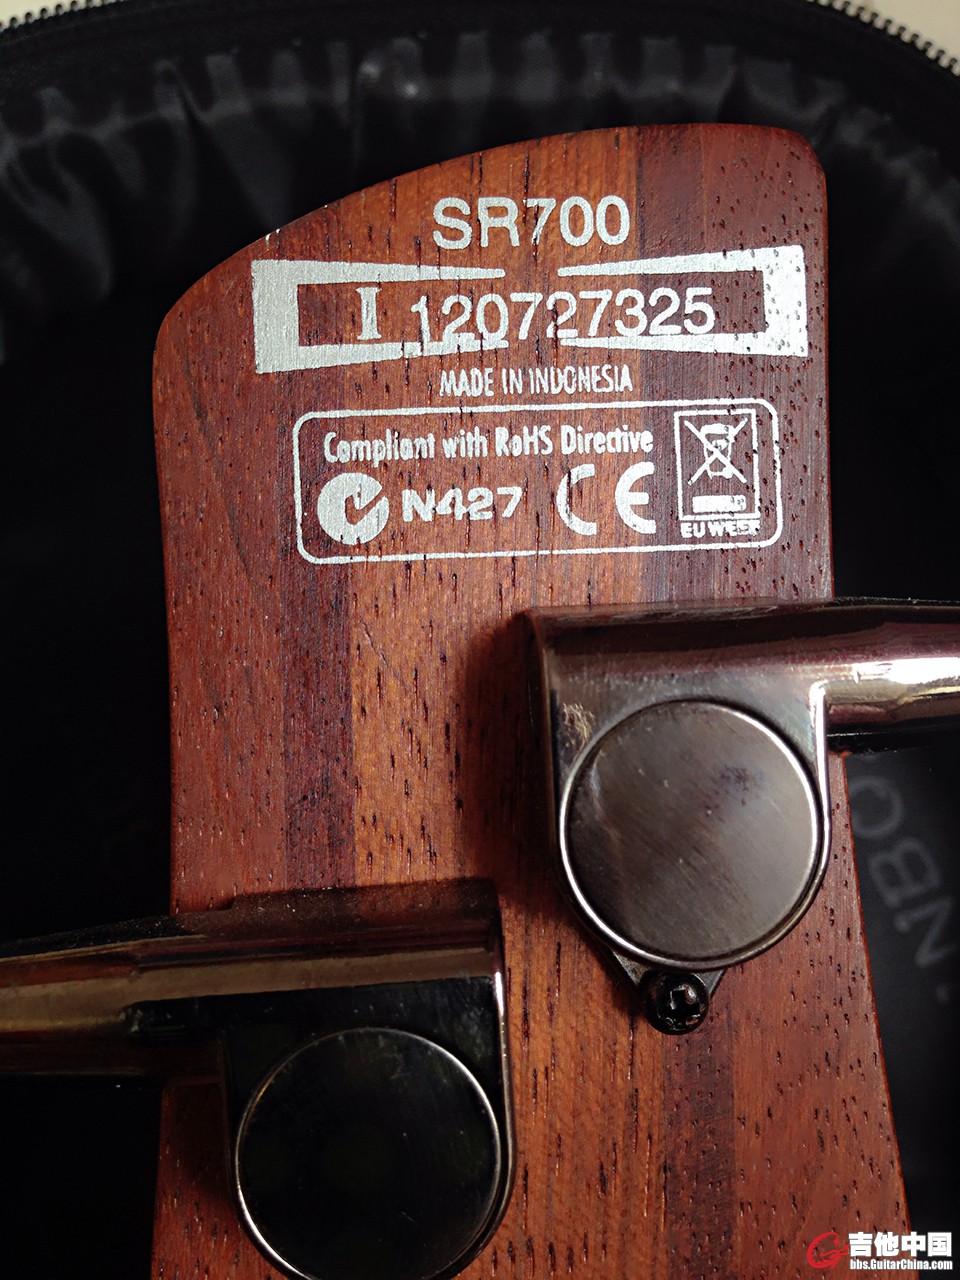 SR700
I 120727325
MADE IN INDONESIA
Compliant with RoHS Directive
N427 CE
EU WEEE
NBO
吉他中国
bbs.GuitarChina.com